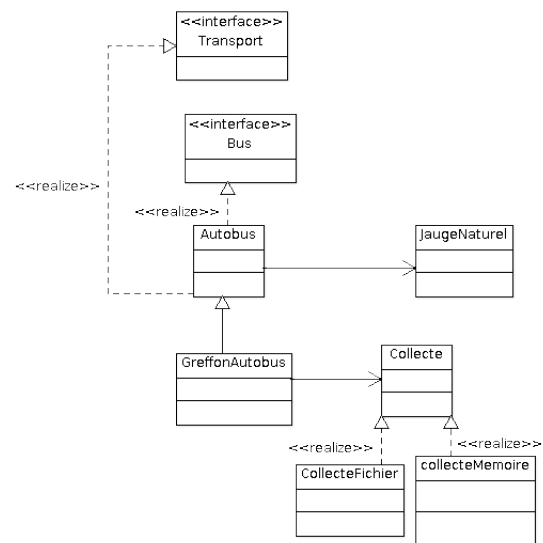 <<interface>>
Transport
<<interface>>
Bus
<<realize>>
<<realize>>
Autobus
JaugeNaturel
GreffonAutobus
Collecte
<<realize>>
<<realize>>
CollecteFichier
collecteMemoire